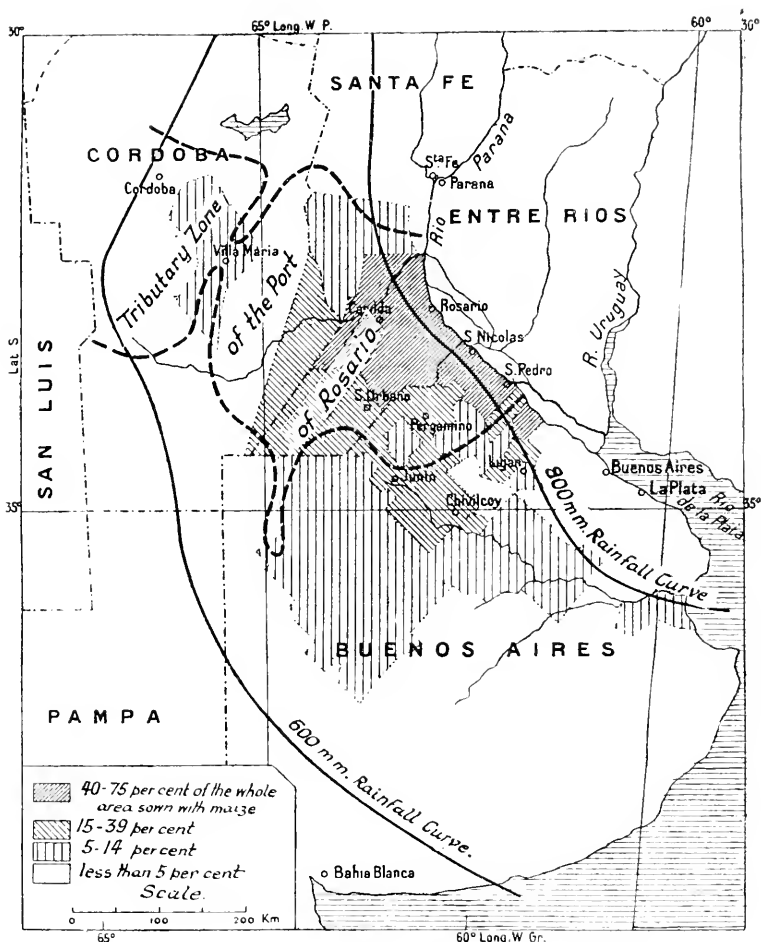 65° Long. W P.
60°
30°
30°
SANTA FE
CORDOBA
Cordoba
Sta Fe
Parana
Rio Parana
ENTRE RIOS
Villa Maria
Tributary Zone
of the Port
of Rosario
Rosario
S. Nicolas
S. Pedro
R. Uruguay
Lat S
SAN LUIS
S. Urbano
Pergamino
Lujan
Junin
Chivilcoy
Buenos Aires
La Plata
Rio
de la Plata
35°
35°
800 mm. Rainfall Curve
BUENOS AIRES
PAMPA
600 mm. Rainfall Curve.
40-75 per cent of the whole
area sown with maize
15-39 per cent
5-14 per cent
less than 5 per cent
Scale.
0 100 200 Km
Bahia Blanca
65°
60° Long. W Gr.